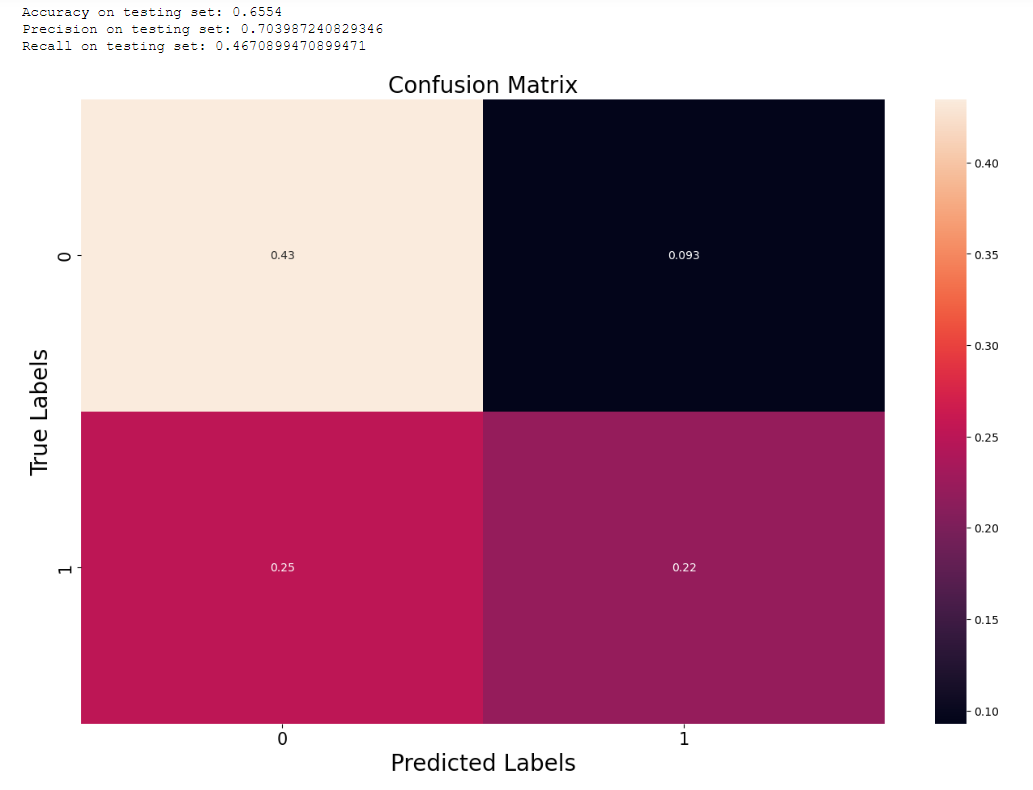 Accuracy on testing set: 0.6554
Precision on testing set: 0.703987240829346
Recall on testing set: 0.4670899470899471
Confusion Matrix
0.43
0.093
0.25
0.22
0
1
True Labels
0
1
Predicted Labels
0.40
0.35
0.30
0.25
0.20
0.15
0.10